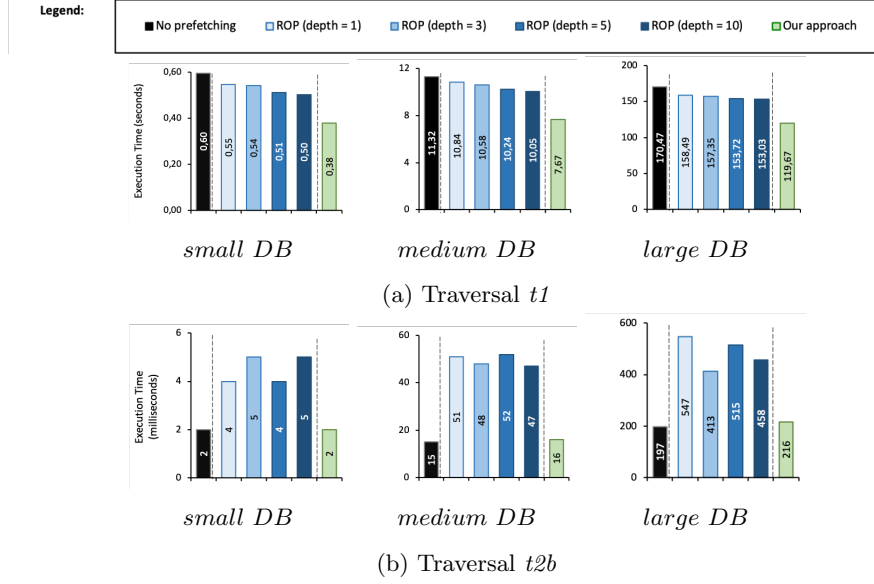 Legend:
No prefetching ROP (depth = 1) ROP (depth = 3) ROP (depth = 5) ROP (depth = 10) Our approach
Execution Time (seconds)
0,60
0,40
0,20
0,00
0,60 0,55 0,54 0,51 0,50 0,38
small DB
12
8
4
0
11,32 10,84 10,58 10,24 10,05 7,67
medium DB
200
150
100
50
0
170,47 158,49 157,35 153,72 153,03 119,67
large DB
(a) Traversal t1
Execution Time
(milliseconds)
6
4
2
0
2 4 5 4 5 2
small DB
60
40
20
0
15 51 48 52 47 16
medium DB
600
400
200
0
197 547 413 515 458 216
large DB
(b) Traversal t2b